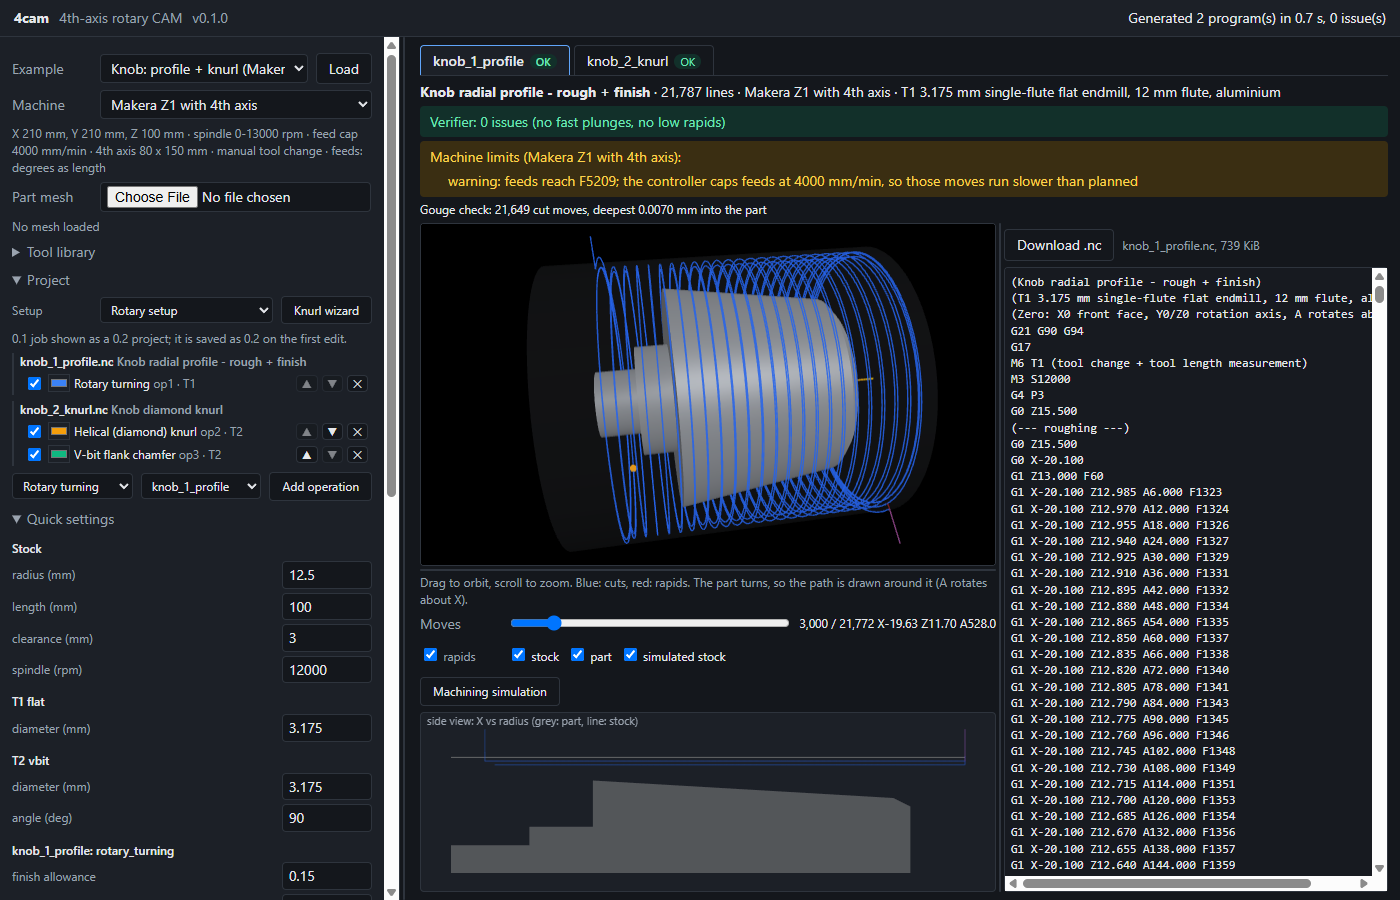 4cam 4th-axis rotary CAM v0.1.0
Generated 2 program(s) in 0.7 s, 0 issue(s)
Example Knob: profile + knurl (Maker Load
Machine Makera Z1 with 4th axis
X 210 mm, Y 210 mm, Z 100 mm · spindle 0-13000 rpm · feed cap
4000 mm/min · 4th axis 80 x 150 mm · manual tool change · feeds:
degrees as length
Part mesh Choose File No file chosen
No mesh loaded
▶ Tool library
▼ Project
Setup Rotary setup Knurl wizard
0.1 job shown as a 0.2 project; it is saved as 0.2 on the first edit.
knob_1_profile.nc Knob radial profile - rough + finish
Rotary turning op1 · T1 ▲ ▼ ✕
knob_2_knurl.nc Knob diamond knurl
Helical (diamond) knurl op2 · T2 ▲ ▼ ✕
V-bit flank chamfer op3 · T2 ▲ ▼ ✕
Rotary turning knob_1_profile Add operation
▼ Quick settings
Stock
radius (mm) 12.5
length (mm) 100
clearance (mm) 3
spindle (rpm) 12000
T1 flat
diameter (mm) 3.175
T2 vbit
diameter (mm) 3.175
angle (deg) 90
knob_1_profile: rotary_turning
finish allowance 0.15
knob_1_profile OK knob_2_knurl OK
Knob radial profile - rough + finish · 21,787 lines · Makera Z1 with 4th axis · T1 3.175 mm single-flute flat endmill, 12 mm flute, aluminium
Verifier: 0 issues (no fast plunges, no low rapids)
Machine limits (Makera Z1 with 4th axis):
warning: feeds reach F5209; the controller caps feeds at 4000 mm/min, so those moves run slower than planned
Gouge check: 21,649 cut moves, deepest 0.0070 mm into the part
Drag to orbit, scroll to zoom. Blue: cuts, red: rapids. The part turns, so the path is drawn around it (A rotates
about X).
Moves 3,000 / 21,772 X-19.63 Z11.70 A528.0
rapids stock part simulated stock
Machining simulation
side view: X vs radius (grey: part, line: stock)
Download .nc knob_1_profile.nc, 739 KiB
(Knob radial profile - rough + finish)
(T1 3.175 mm single-flute flat endmill, 12 mm flute, al
(Zero: X0 front face, Y0/Z0 rotation axis, A rotates ab
G21 G90 G94
G17
M6 T1 (tool change + tool length measurement)
M3 S12000
G4 P3
G0 Z15.500
(--- roughing ---)
G0 Z15.500
G0 X-20.100
G1 Z13.000 F60
G1 X-20.100 Z12.985 A6.000 F1323
G1 X-20.100 Z12.970 A12.000 F1324
G1 X-20.100 Z12.955 A18.000 F1326
G1 X-20.100 Z12.940 A24.000 F1327
G1 X-20.100 Z12.925 A30.000 F1329
G1 X-20.100 Z12.910 A36.000 F1331
G1 X-20.100 Z12.895 A42.000 F1332
G1 X-20.100 Z12.880 A48.000 F1334
G1 X-20.100 Z12.865 A54.000 F1335
G1 X-20.100 Z12.850 A60.000 F1337
G1 X-20.100 Z12.835 A66.000 F1338
G1 X-20.100 Z12.820 A72.000 F1340
G1 X-20.100 Z12.805 A78.000 F1341
G1 X-20.100 Z12.790 A84.000 F1343
G1 X-20.100 Z12.775 A90.000 F1345
G1 X-20.100 Z12.760 A96.000 F1346
G1 X-20.100 Z12.745 A102.000 F1348
G1 X-20.100 Z12.730 A108.000 F1349
G1 X-20.100 Z12.715 A114.000 F1351
G1 X-20.100 Z12.700 A120.000 F1353
G1 X-20.100 Z12.685 A126.000 F1354
G1 X-20.100 Z12.670 A132.000 F1356
G1 X-20.100 Z12.655 A138.000 F1357
G1 X-20.100 Z12.640 A144.000 F1359